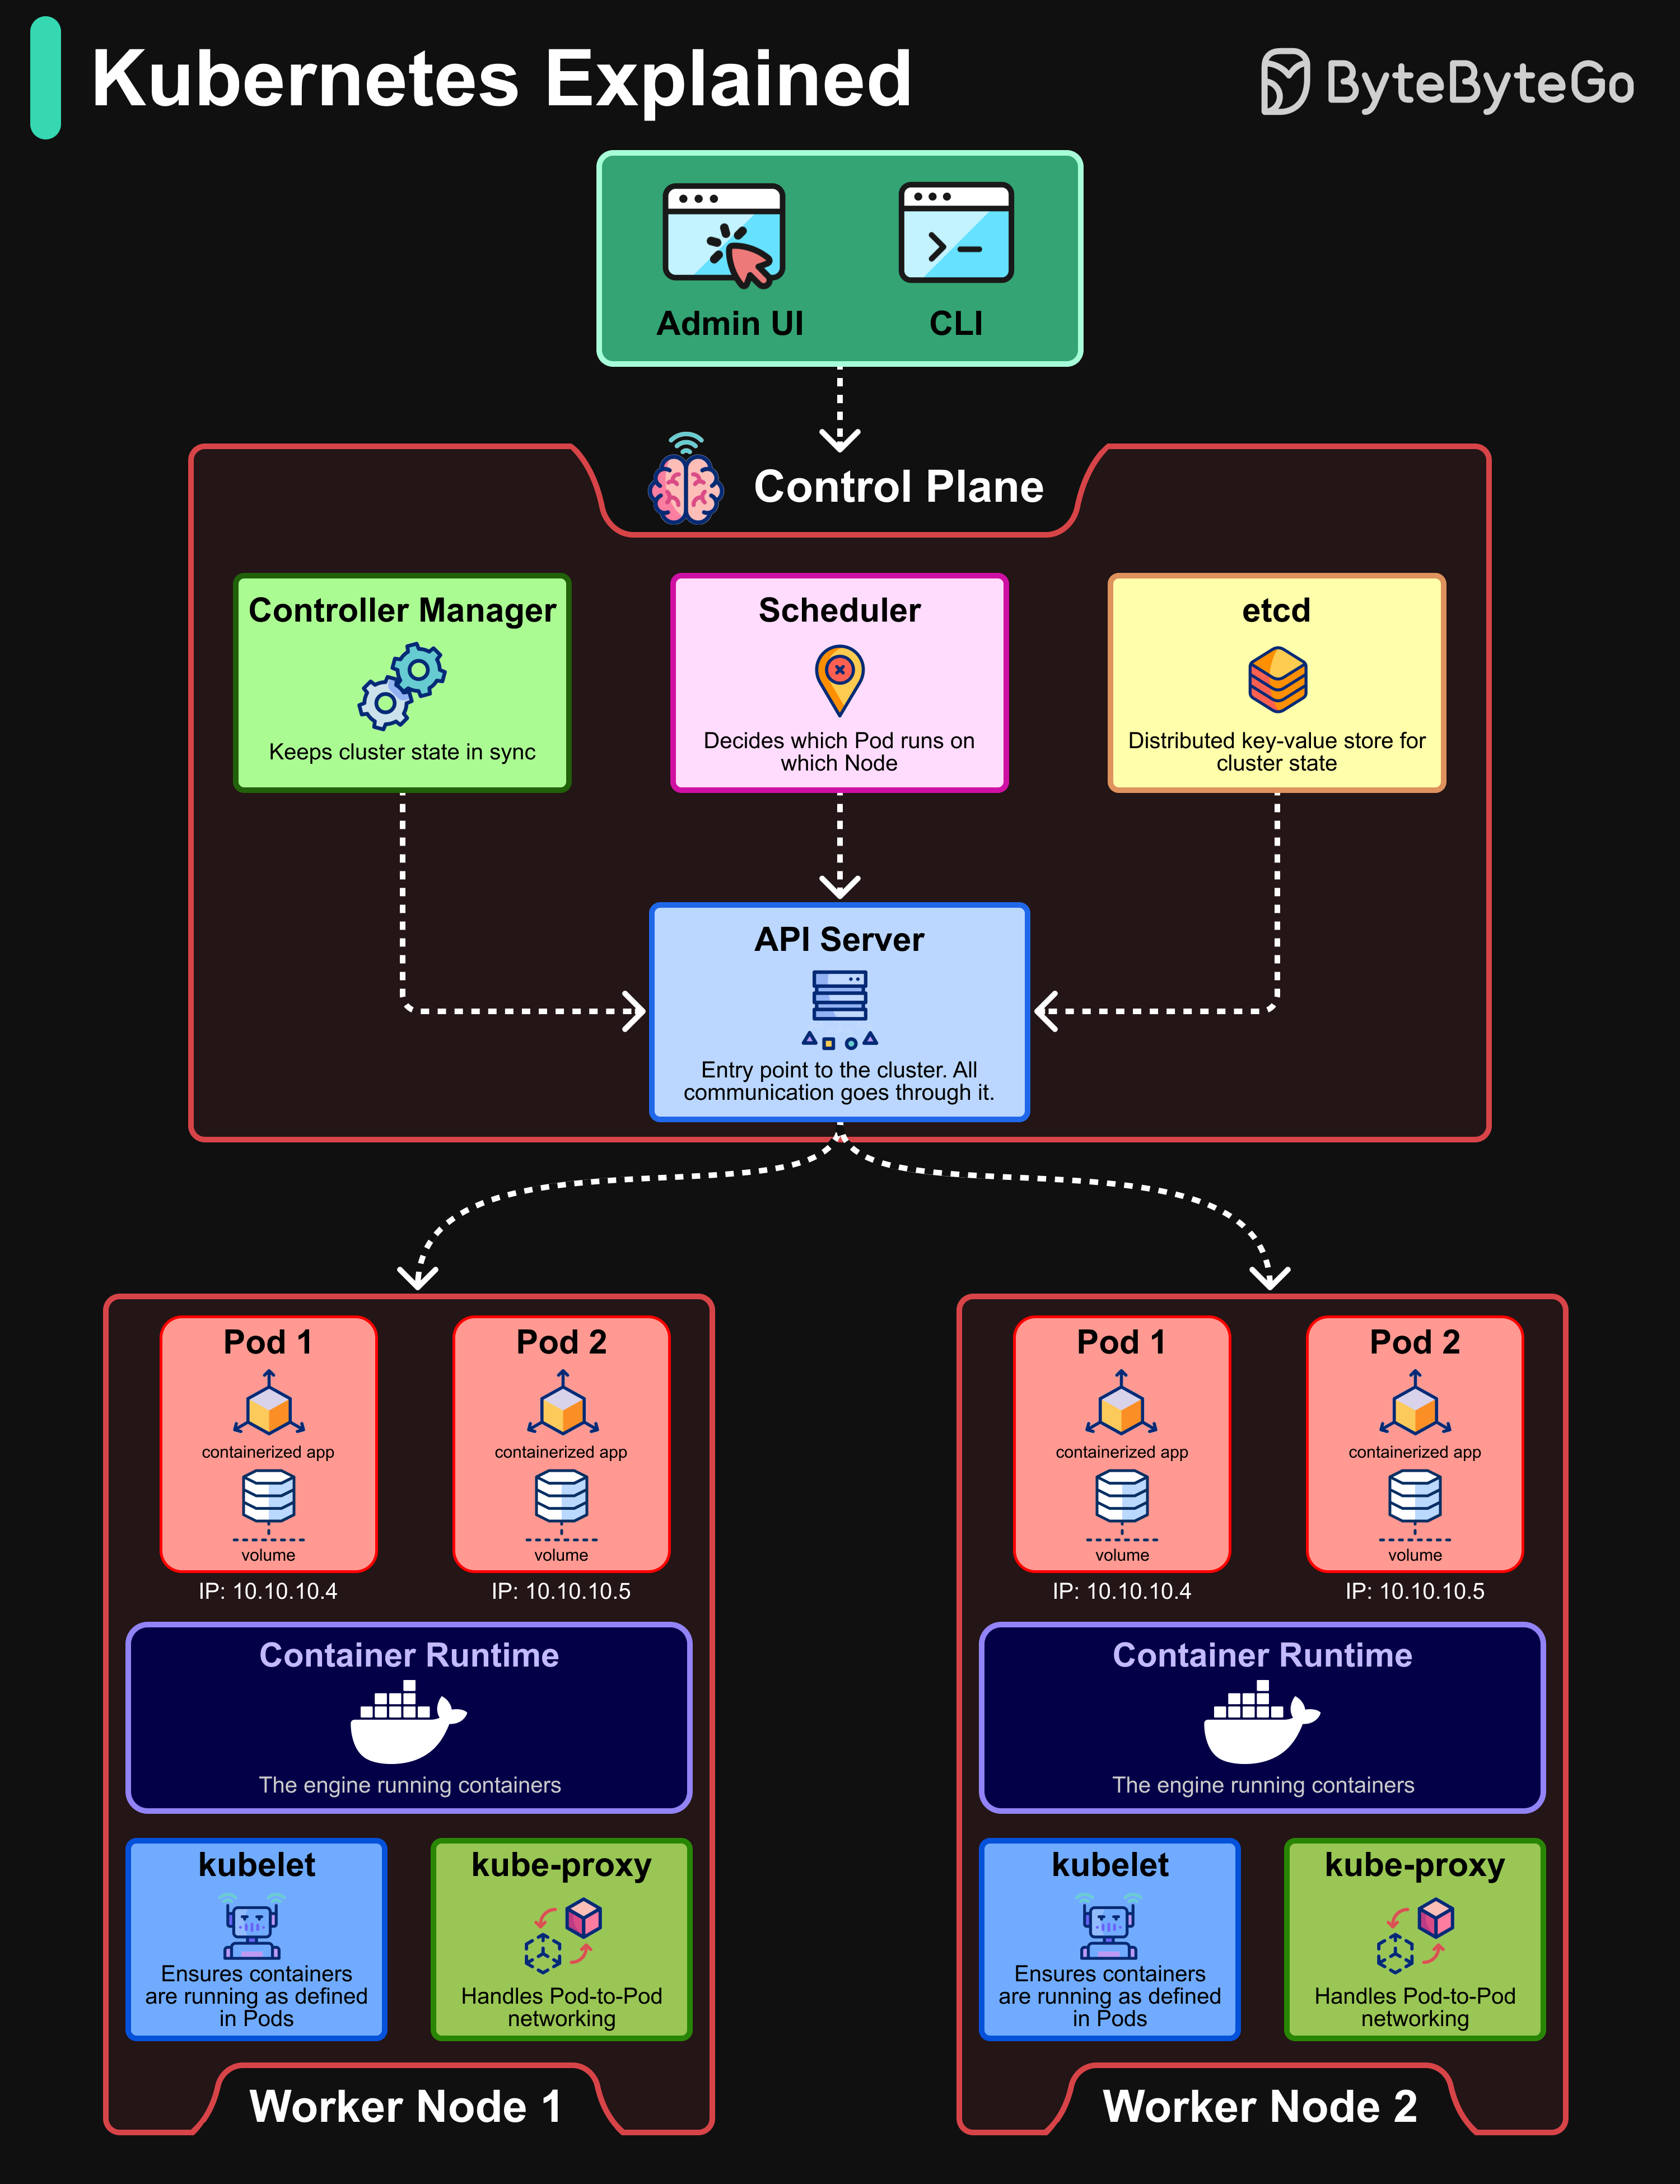 Kubernetes Explained
ByteByteGo
Admin UI
CLI
Control Plane
Controller Manager
Keeps cluster state in sync
Scheduler
Decides which Pod runs on
which Node
etcd
Distributed key-value store for
cluster state
API Server
Entry point to the cluster. All
communication goes through it.
Pod 1
containerized app
volume
IP: 10.10.10.4
Pod 2
containerized app
volume
IP: 10.10.10.5
Container Runtime
The engine running containers
kubelet
Ensures containers
are running as defined
in Pods
kube-proxy
Handles Pod-to-Pod
networking
Worker Node 1
Pod 1
containerized app
volume
IP: 10.10.10.4
Pod 2
containerized app
volume
IP: 10.10.10.5
Container Runtime
The engine running containers
kubelet
Ensures containers
are running as defined
in Pods
kube-proxy
Handles Pod-to-Pod
networking
Worker Node 2